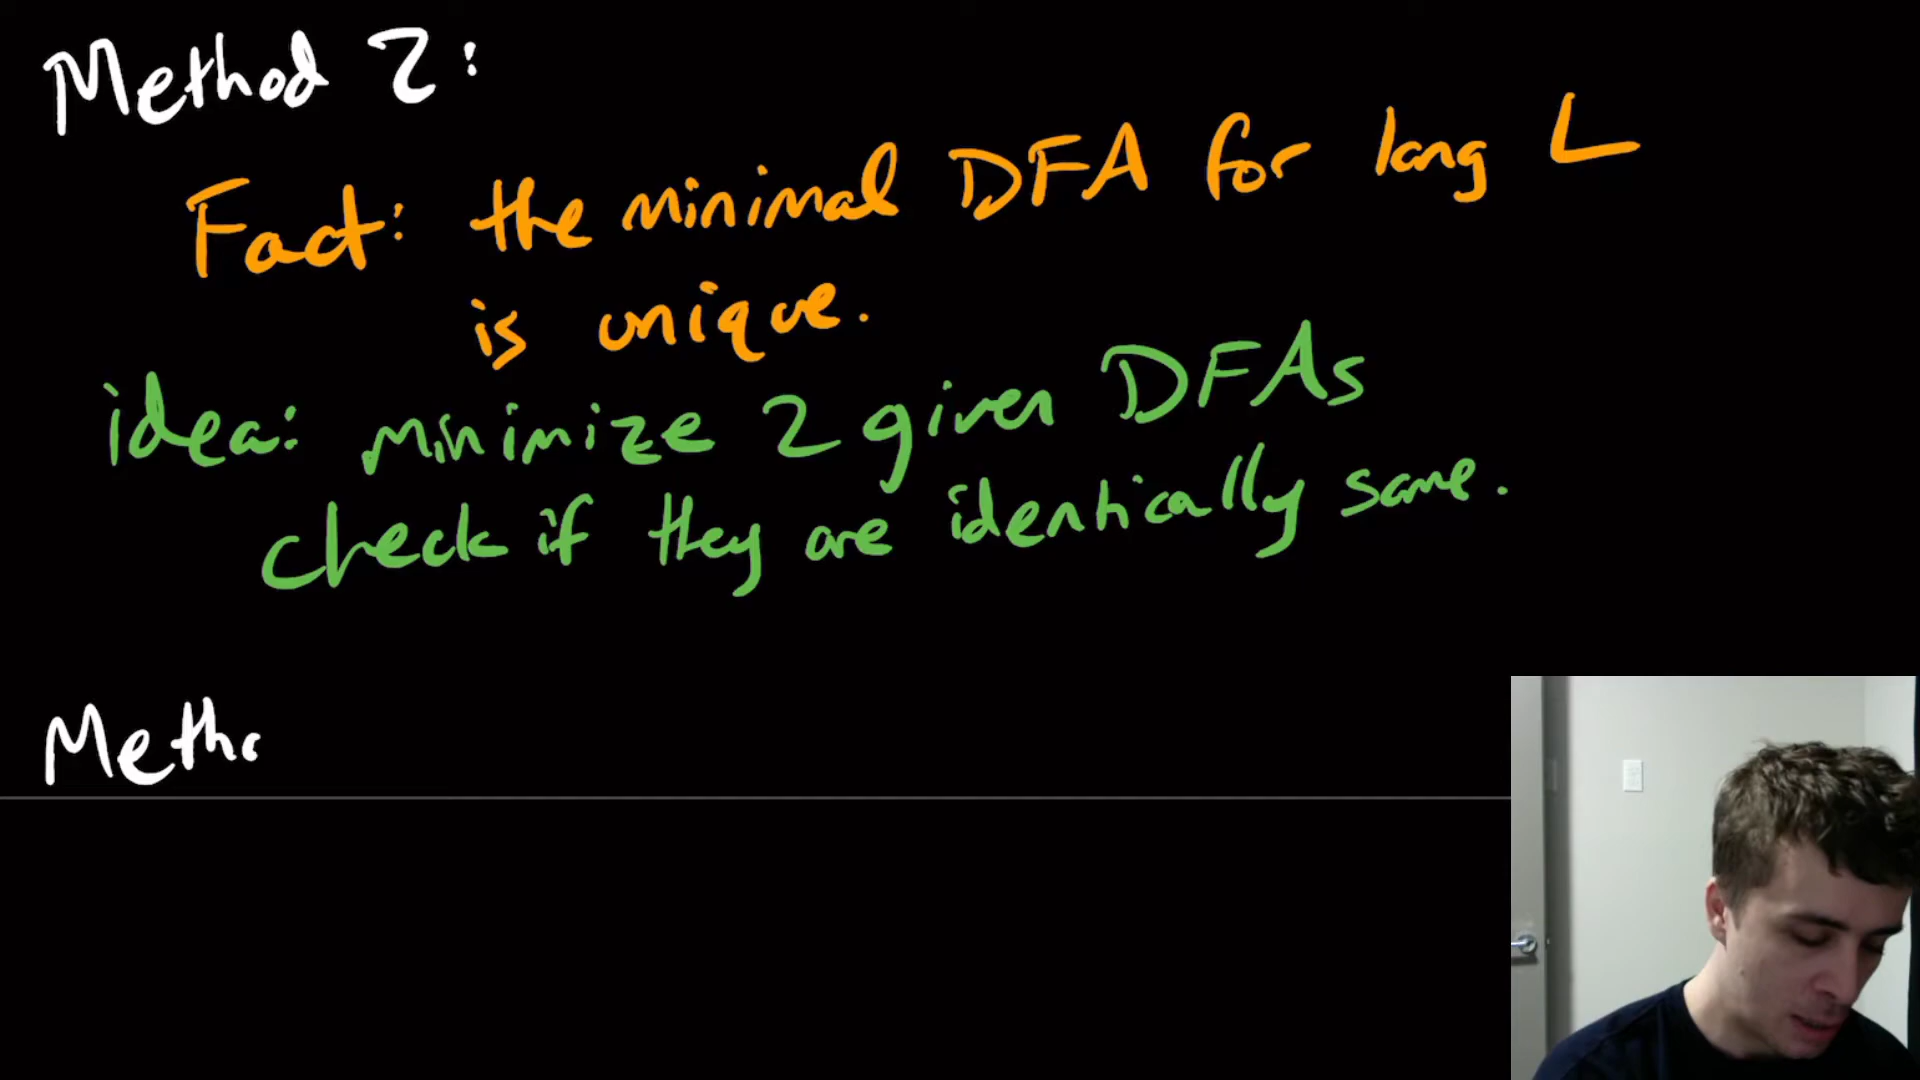 Method 2:
Fact: the minimal DFA for lang L
is unique.
idea: minimize 2 given DFAs
check if they are identically same.
Metho